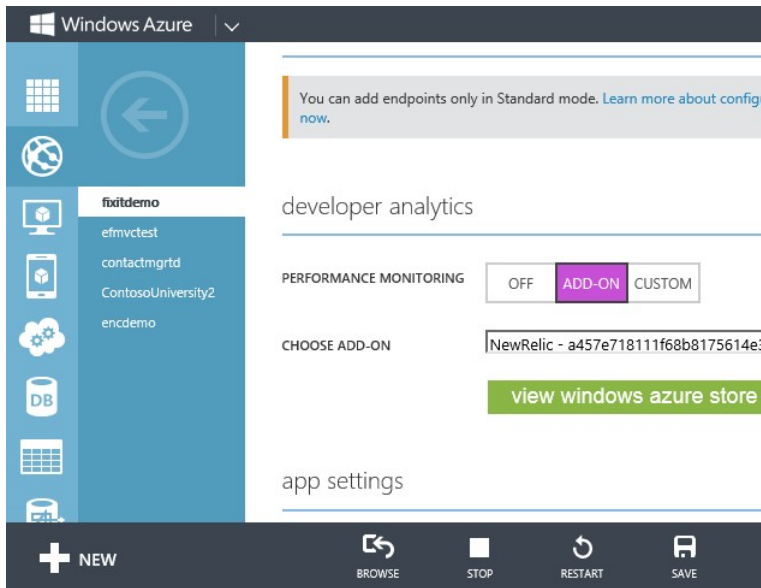 Windows Azure
You can add endpoints only in Standard mode. Learn more about
now.
fixitdemo
efmvctest
contactmgrtd
ContosoUniversity2
encdemo
developer analytics
PERFORMANCE MONITORING
OFF
ADD-ON
CUSTOM
CHOOSE ADD-ON
NewRelic - a457e718111f68b8175614e3
view windows azure store
app settings
DB
NEW
BROWSE
STOP
RESTART
SAVE